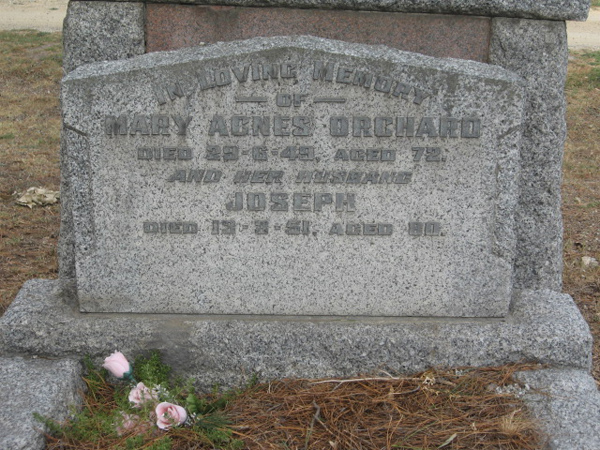 IN LOVING MEMORY
OF
MARY AGNES ORCHARD
DIED 29-6-49, AGED 72.
AND HER HUSBAND
JOSEPH
DIED 13-2-51, AGED 80.